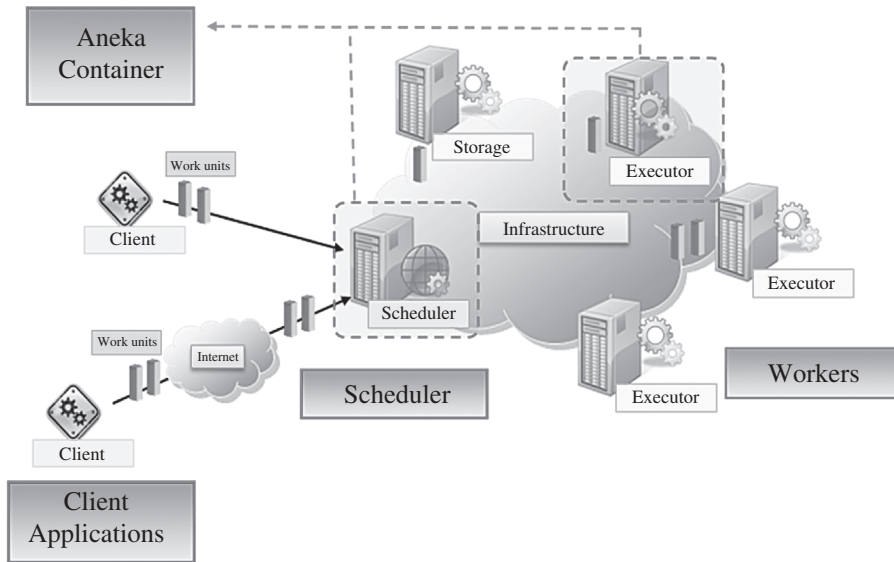 Aneka
Container
Storage
Executor
Work units
Client
Infrastructure
Executor
Scheduler
Work units
Internet
Executor
Scheduler
Workers
Client
Client
Applications